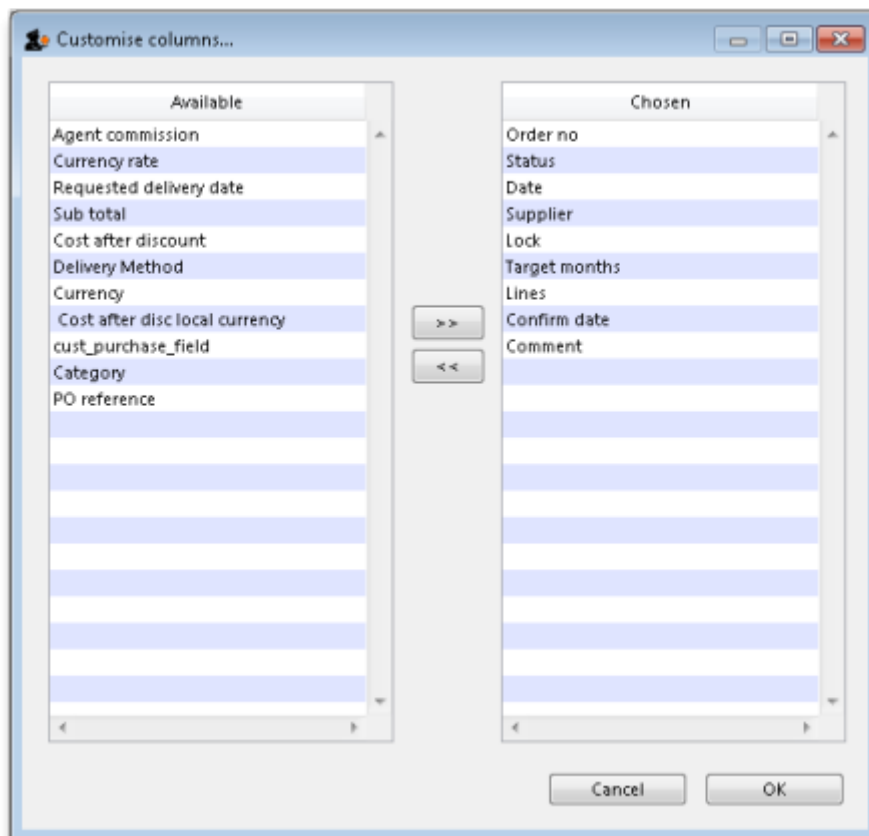 Customise columns...
Available
Agent commission
Currency rate
Requested delivery date
Sub total
Cost after discount
Delivery Method
Currency
Cost after disc local currency
cust_purchase_field
Category
PO reference
>>
<<
Chosen
Order no
Status
Date
Supplier
Lock
Target months
Lines
Confirm date
Comment
Cancel
OK